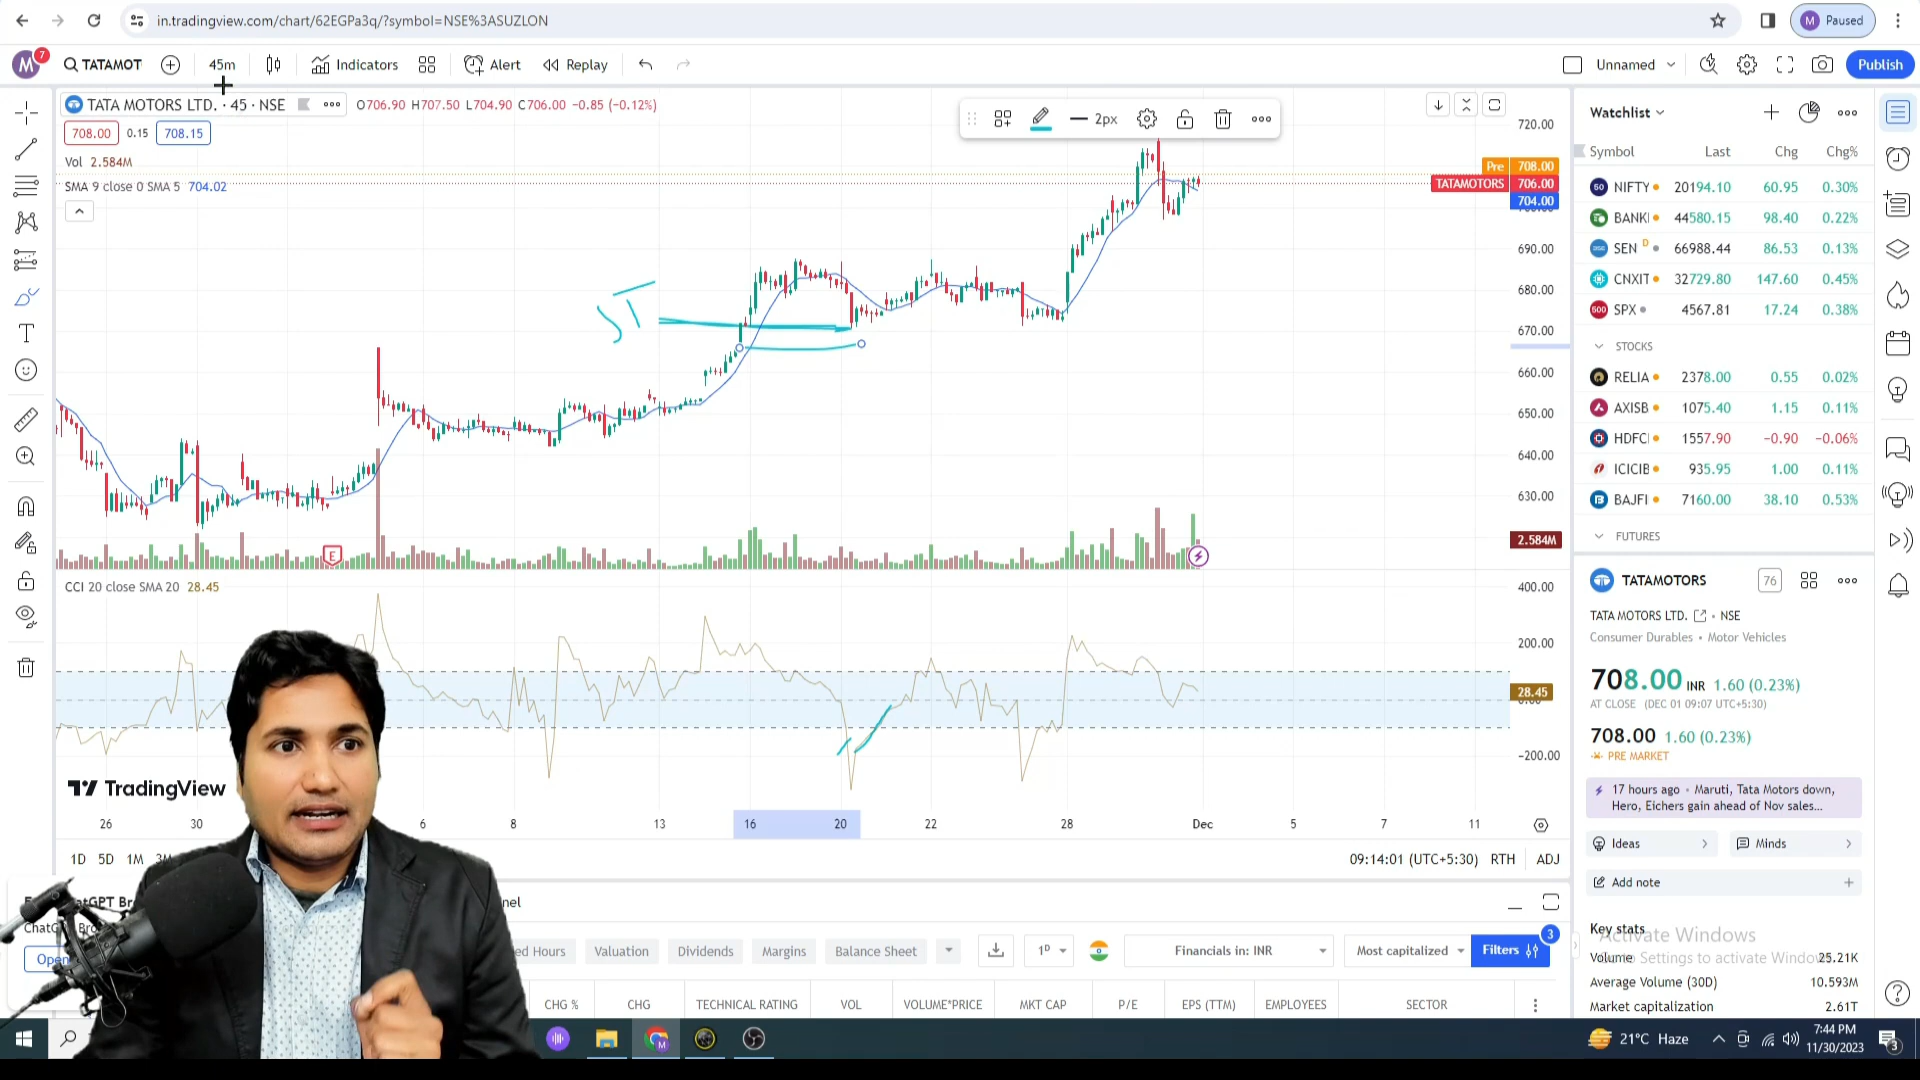 in.tradingview.com/chart/62EGPa3q/?symbol=NSE%3ASUZLON
M Paused
M 7 TATAMOT 45m Indicators Alert Replay Unnamed Publish
TATA MOTORS LTD. · 45 · NSE O706.90 H707.50 L704.90 C706.00 −0.85 (−0.12%)
708.00 0.15 708.15
Vol 2.584M
SMA 9 close 0 SMA 5 704.02
2px
720.00
Pre 708.00
TATAMOTORS 706.00
704.00
690.00
680.00
670.00
660.00
650.00
640.00
630.00
2.584M
ST
E
CCI 20 close SMA 20 28.45
400.00
200.00
28.45
−200.00
TradingView
26 30 6 8 13 16 20 22 28 Dec 5 7 11
1D 5D 1M 09:14:01 (UTC+5:30) RTH ADJ
Watchlist
Symbol Last Chg Chg%
50 NIFTY 20194.10 60.95 0.30%
BANKI 44580.15 98.40 0.22%
SEN D 66988.44 86.53 0.13%
CNXIT 32729.80 147.60 0.45%
500 SPX 4567.81 17.24 0.38%
STOCKS
RELIA 2378.00 0.55 0.02%
AXISB 1075.40 1.15 0.11%
HDFCI 1557.90 −0.90 −0.06%
ICICIB 935.95 1.00 0.11%
BAJFI 7160.00 38.10 0.53%
FUTURES
TATAMOTORS 76
TATA MOTORS LTD. · NSE
Consumer Durables • Motor Vehicles
708.00 INR 1.60 (0.23%)
AT CLOSE (DEC 01 09:07 UTC+5:30)
708.00 1.60 (0.23%)
PRE MARKET
17 hours ago • Maruti, Tata Motors down,
Hero, Eichers gain ahead of Nov sales...
Ideas Minds
Add note
Key stats
Activate Windows
Volume 25.21K
Go to Settings to activate Windows
Average Volume (30D) 10.593M
Market capitalization 2.61T
Valuation Dividends Margins Balance Sheet 1D Financials in: INR Most capitalized Filters 3
CHG % CHG TECHNICAL RATING VOL VOLUME*PRICE MKT CAP P/E EPS (TTM) EMPLOYEES SECTOR
Open
21°C Haze
7:44 PM
11/30/2023
3